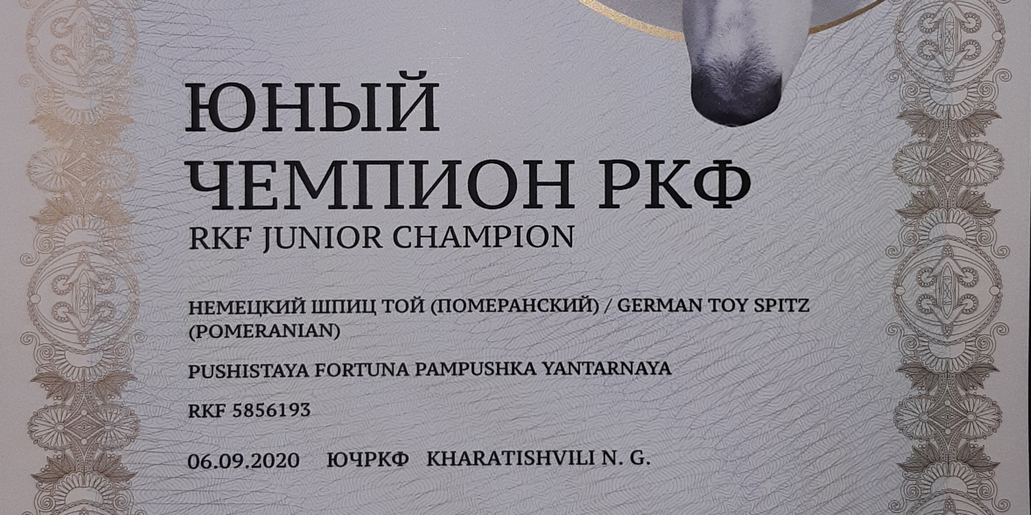 ЮНЫЙ
ЧЕМПИОН РКФ
RKF JUNIOR CHAMPION
НЕМЕЦКИЙ ШПИЦ ТОЙ (ПОМЕРАНСКИЙ) / GERMAN TOY SPITZ
(POMERANIAN)
PUSHISTAYA FORTUNA PAMPUSHKA YANTARNAYA
RKF 5856193
06.09.2020 ЮЧРКФ KHARATISHVILI N. G.